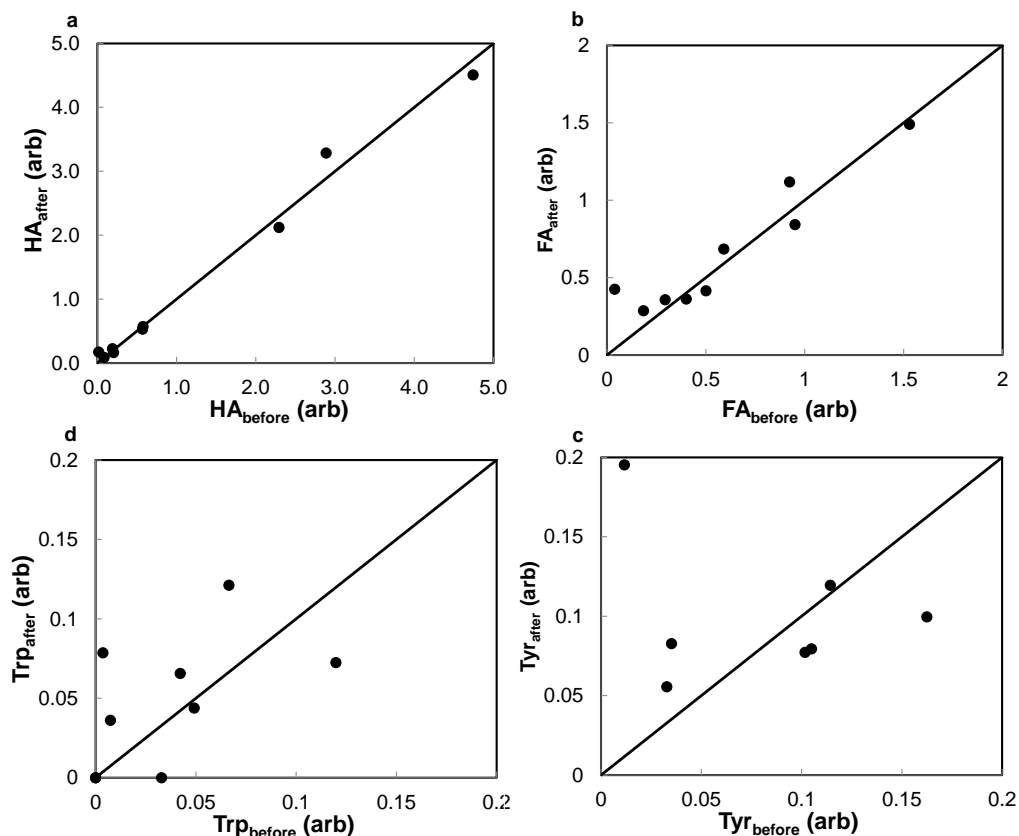 a
5.0
4.0
3.0
2.0
1.0
0.0
HAafter (arb)
0.0 1.0 2.0 3.0 4.0 5.0
HAbefore (arb)
b
2
1.5
1
0.5
0
FAafter (arb)
0 0.5 1 1.5 2
FAbefore (arb)
d
0.2
0.15
0.1
0.05
0
Trpafter (arb)
0 0.05 0.1 0.15 0.2
Trpbefore (arb)
c
0.2
0.15
0.1
0.05
0
Tyrafter (arb)
0 0.05 0.1 0.15 0.2
Tyrbefore (arb)